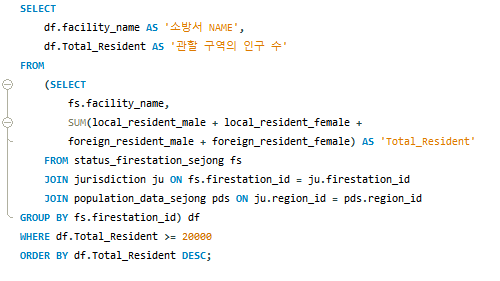 SELECT
df.facility_name AS '소방서 NAME',
df.Total_Resident AS '관할 구역의 인구 수'
FROM
(SELECT
fs.facility_name,
SUM(local_resident_male + local_resident_female +
foreign_resident_male + foreign_resident_female) AS 'Total_Resident'
FROM status_firestation_sejong fs
JOIN jurisdiction ju ON fs.firestation_id = ju.firestation_id
JOIN population_data_sejong pds ON ju.region_id = pds.region_id
GROUP BY fs.firestation_id) df
WHERE df.Total_Resident >= 20000
ORDER BY df.Total_Resident DESC;